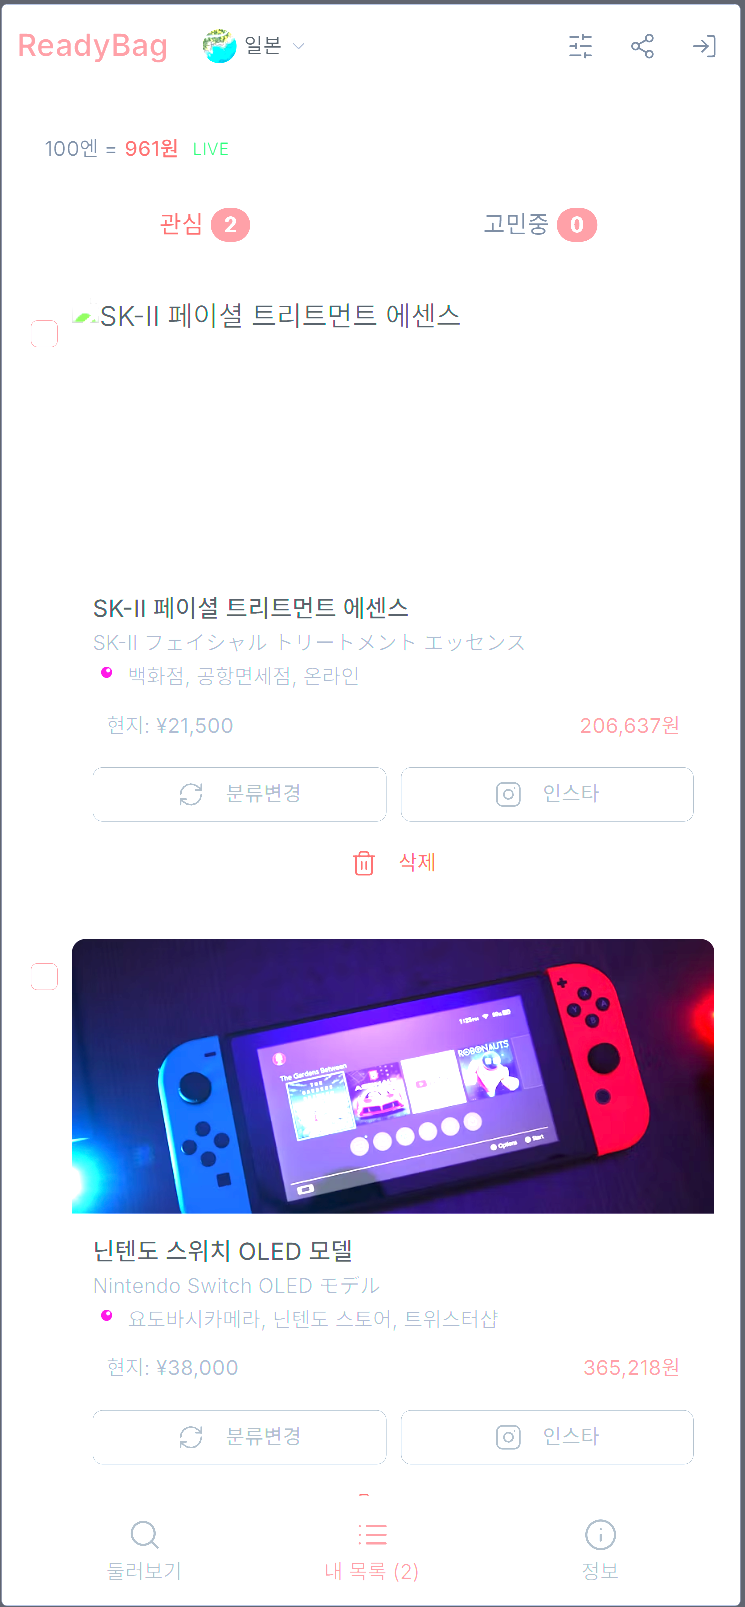 ReadyBag 일본
100엔 = 961원 LIVE
관심 2 고민중 0
SK-II 페이셜 트리트먼트 에센스
SK-II 페이셜 트리트먼트 에센스
SK-II フェイシャル トリートメント エッセンス
백화점, 공항면세점, 온라인
현지: ¥21,500 206,637원
분류변경 인스타
삭제
The Gardens Between
ROBONAUTS
Options Start
닌텐도 스위치 OLED 모델
Nintendo Switch OLED モデル
요도바시카메라, 닌텐도 스토어, 트위스터샵
현지: ¥38,000 365,218원
분류변경 인스타
둘러보기 내 목록 (2) 정보